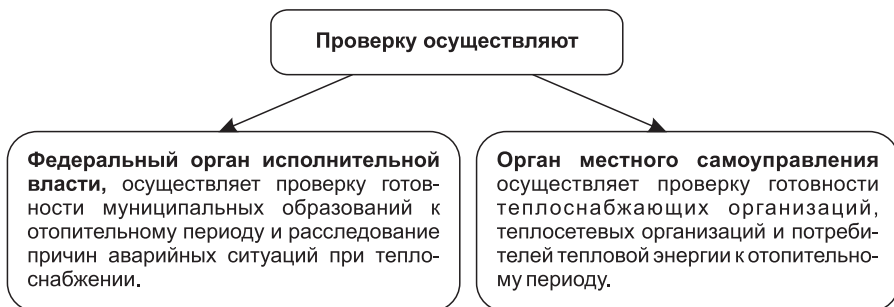 Проверку осуществляют
Федеральный орган исполнительной
власти, осуществляет проверку готов-
ности муниципальных образований к
отопительному периоду и расследование
причин аварийных ситуаций при тепло-
снабжении.
Орган местного самоуправления
осуществляет проверку готовности
теплоснабжающих организаций,
теплосетевых организаций и потреби-
телей тепловой энергии к отопительно-
му периоду.